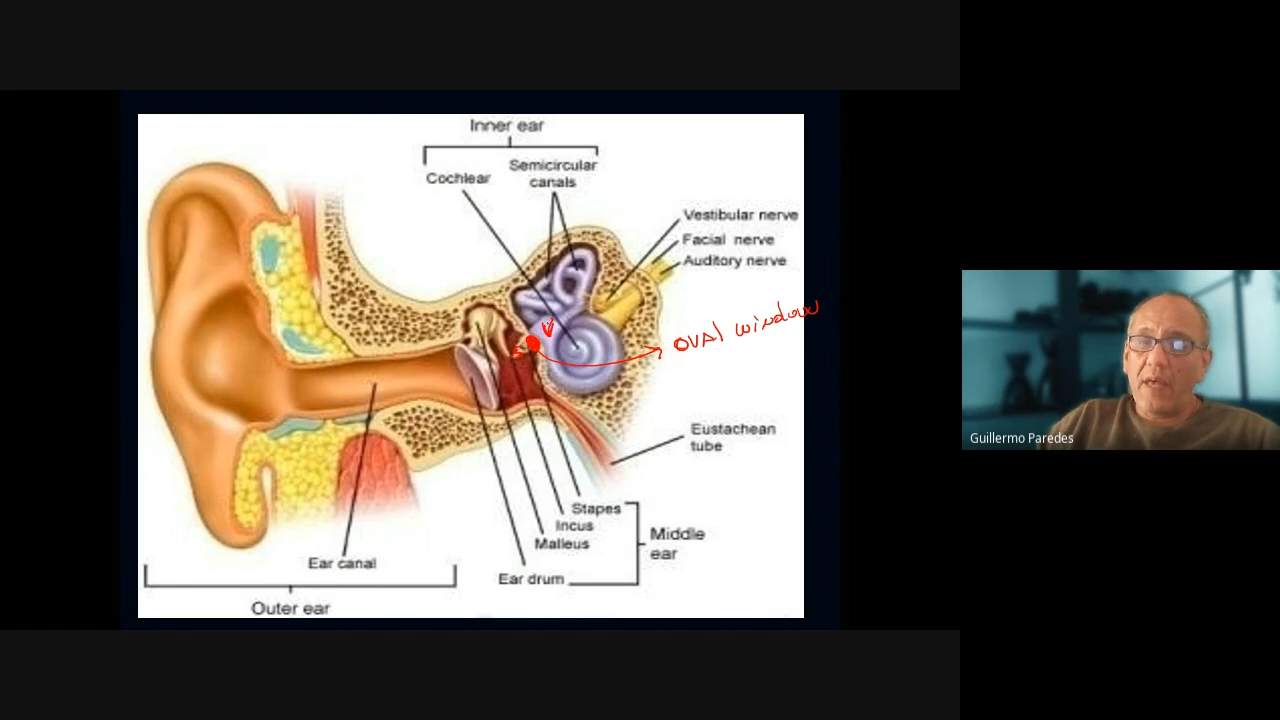 Inner ear
Cochlear
Semicircular
canals
Vestibular nerve
Facial nerve
Auditory nerve
V
OVAL window
Eustachean
tube
Stapes
Incus
Malleus
Middle
ear
Ear canal
Ear drum
Outer ear
Guillermo Paredes